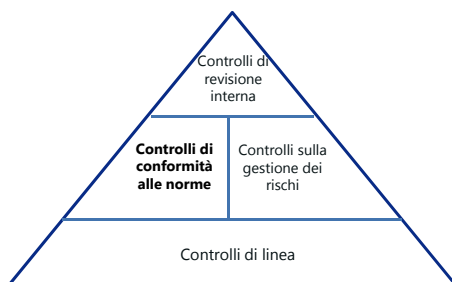 Controlli di
revisione
interna
Controlli di
conformità
alle norme
Controlli sulla
gestione dei
rischi
Controlli di linea